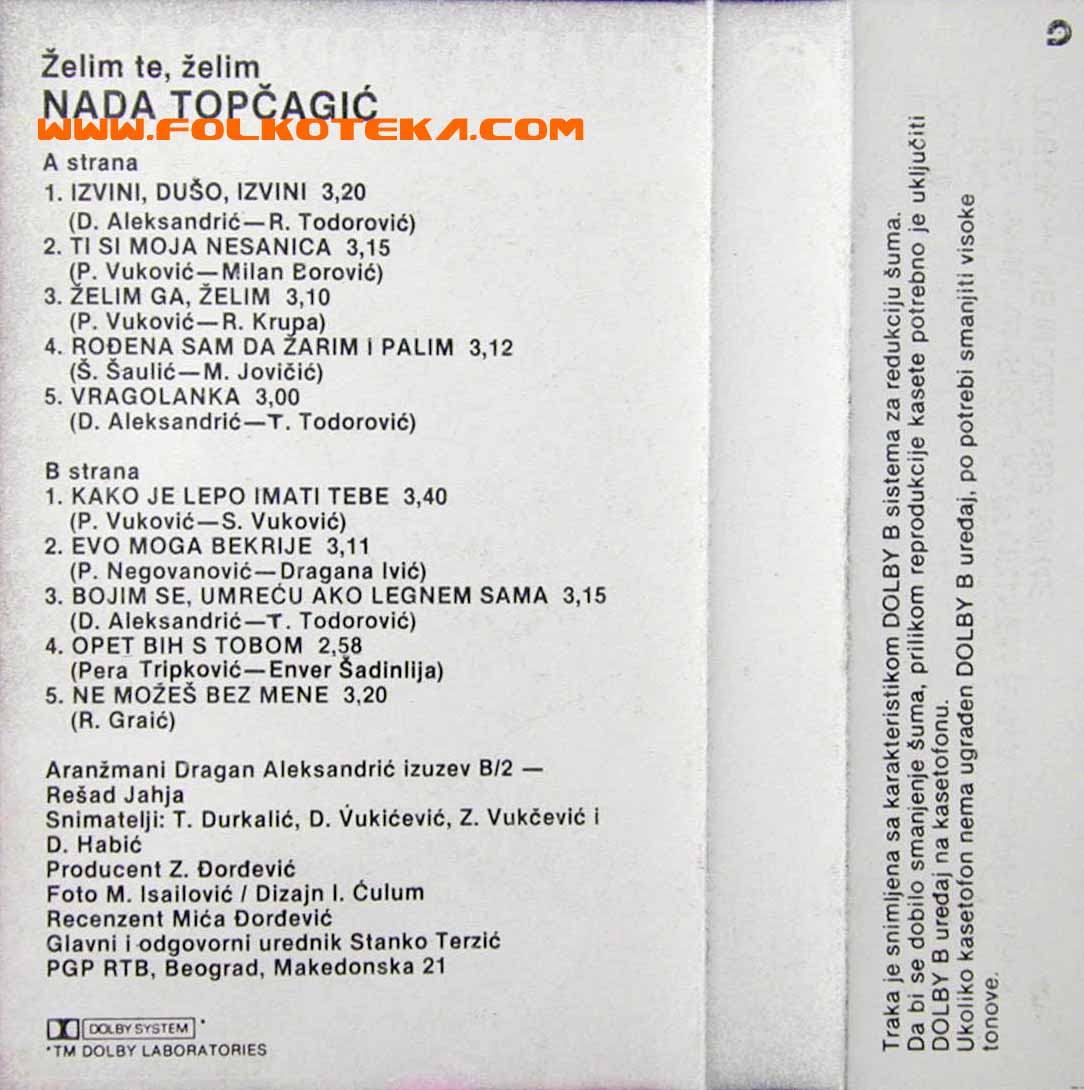 Želim te, želim
NADA TOPČAGIĆ
WWW.FOLKOTEKA.COM
A strana
1. IZVINI, DUŠO, IZVINI 3,20
(D. Aleksandrić—R. Todorović)
2. TI SI MOJA NESANICA 3,15
(P. Vuković—Milan Borović)
3. ŽELIM GA, ŽELIM 3,10
(P. Vuković—R. Krupa)
4. ROĐENA SAM DA ŽARIM I PALIM 3,12
(Š. Šaulić—M. Jovičić)
5. VRAGOLANKA 3,00
(D. Aleksandrić—T. Todorović)
B strana
1. KAKO JE LEPO IMATI TEBE 3,40
(P. Vuković—S. Vuković)
2. EVO MOGA BEKRIJE 3,11
(P. Negovanović—Dragana Ivić)
3. BOJIM SE, UMREĆU AKO LEGNEM SAMA 3,15
(D. Aleksandrić—T. Todorović)
4. OPET BIH S TOBOM 2,58
(Pera Tripković—Enver Šadinlija)
5. NE MOŽEŠ BEZ MENE 3,20
(R. Graić)
Aranžmani Dragan Aleksandrić izuzev B/2 —
Rešad Jahja
Snimatelji: T. Durkalić, D. Vukićević, Z. Vukčević i
D. Habić
Producent Z. Đorđević
Foto M. Isailović / Dizajn I. Ćulum
Recenzent Mića Đorđević
Glavni i odgovorni urednik Stanko Terzić
PGP RTB, Beograd, Makedonska 21
DOLBY SYSTEM *
*TM DOLBY LABORATORIES
Traka je snimljena sa karakteristikom DOLBY B sistema za redukciju šuma.
Da bi se dobilo smanjenje šuma, prilikom reprodukcije kasete potrebno je uključiti
DOLBY B uređaj na kasetofonu.
Ukoliko kasetofon nema ugrađen DOLBY B uređaj, po potrebi smanjiti visoke
tonove.